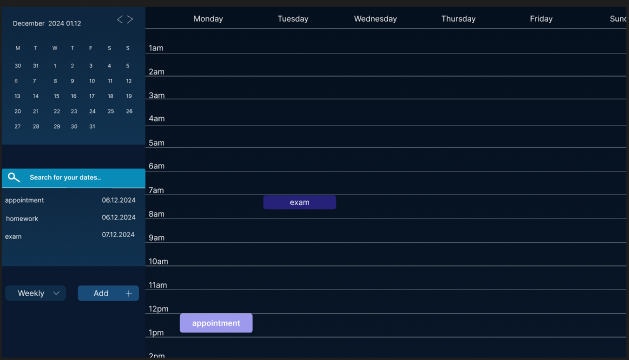 December 2024 01.12
M T W T F S S
30 31 1 2 3 4 5
6 7 8 9 10 11 12
13 14 15 16 17 18 19
20 21 22 23 24 25 26
27 28 29 30 31
Search for your dates..
appointment 06.12.2024
homework 06.12.2024
exam 07.12.2024
Weekly Add +
Monday Tuesday Wednesday Thursday Friday Sund
1am
2am
3am
4am
5am
6am
7am
exam
8am
9am
10am
11am
12pm
appointment
1pm
2pm